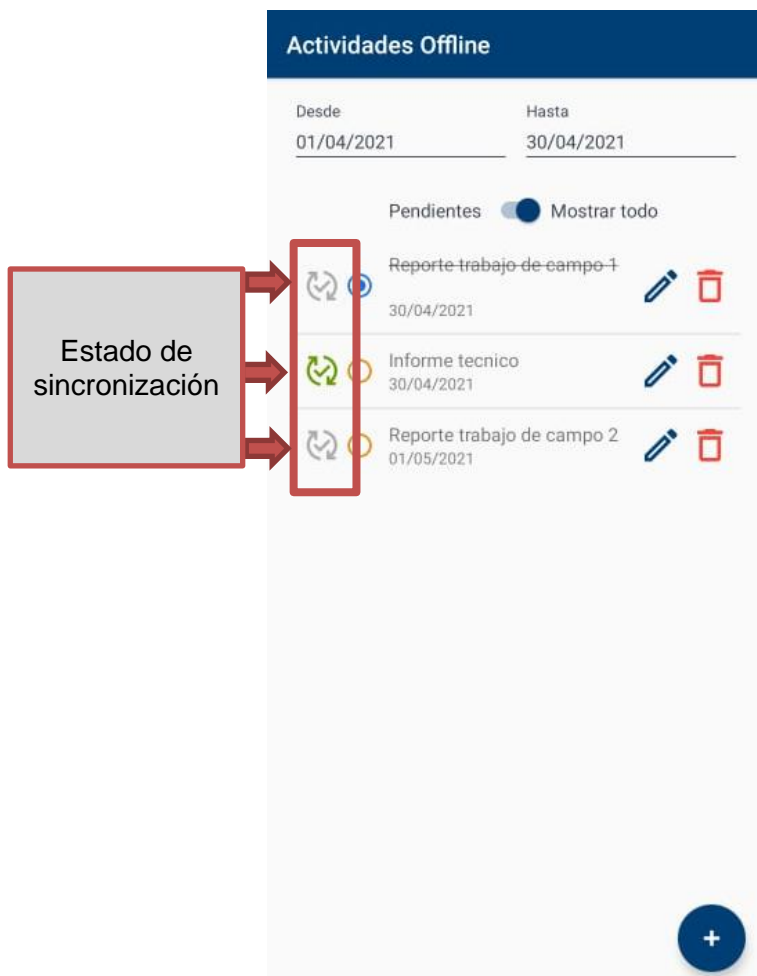 Actividades Offline
Desde
Hasta
01/04/2021
30/04/2021
Pendientes
Mostrar todo
Estado de
sincronización
Reporte trabajo de campo 1
30/04/2021
Informe tecnico
30/04/2021
Reporte trabajo de campo 2
01/05/2021
+